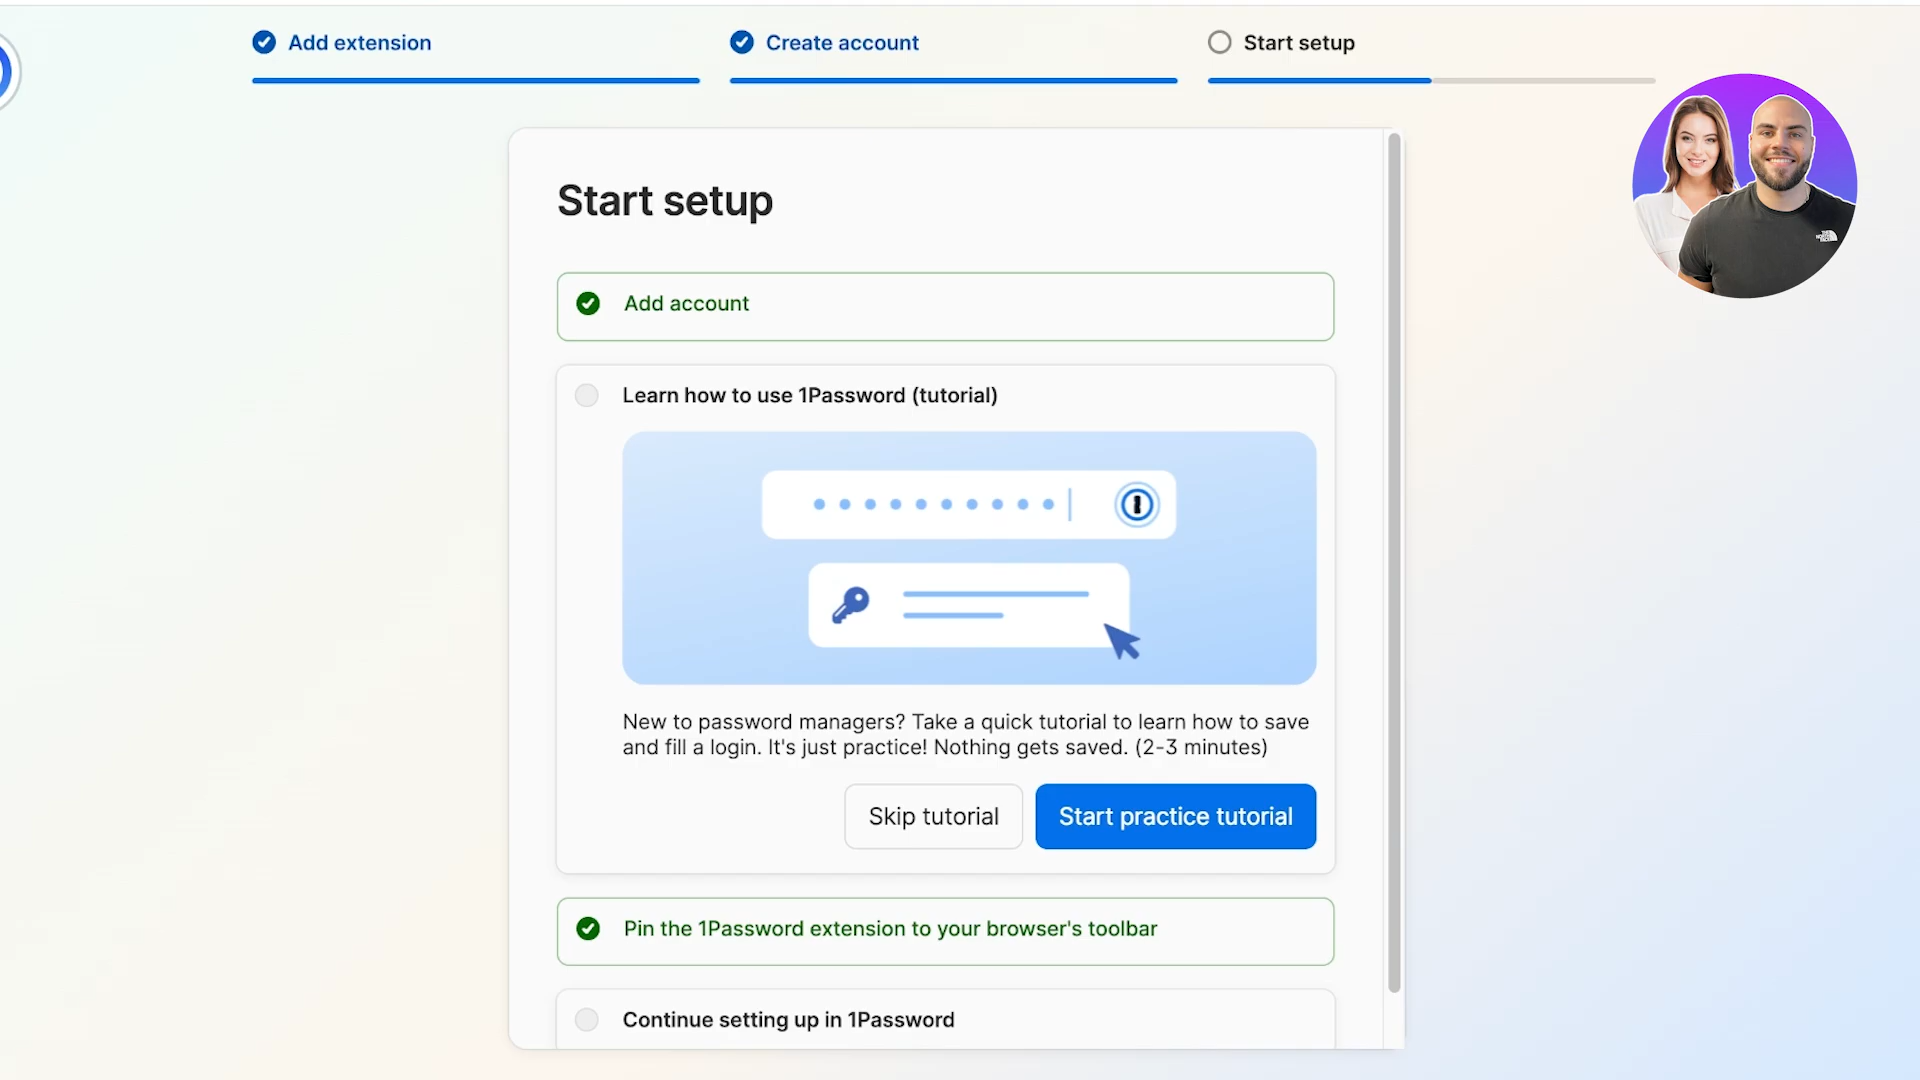 Add extension
Create account
Start setup
Start setup
Add account
Learn how to use 1Password (tutorial)
New to password managers? Take a quick tutorial to learn how to save
and fill a login. It's just practice! Nothing gets saved. (2-3 minutes)
Skip tutorial
Start practice tutorial
Pin the 1Password extension to your browser's toolbar
Continue setting up in 1Password